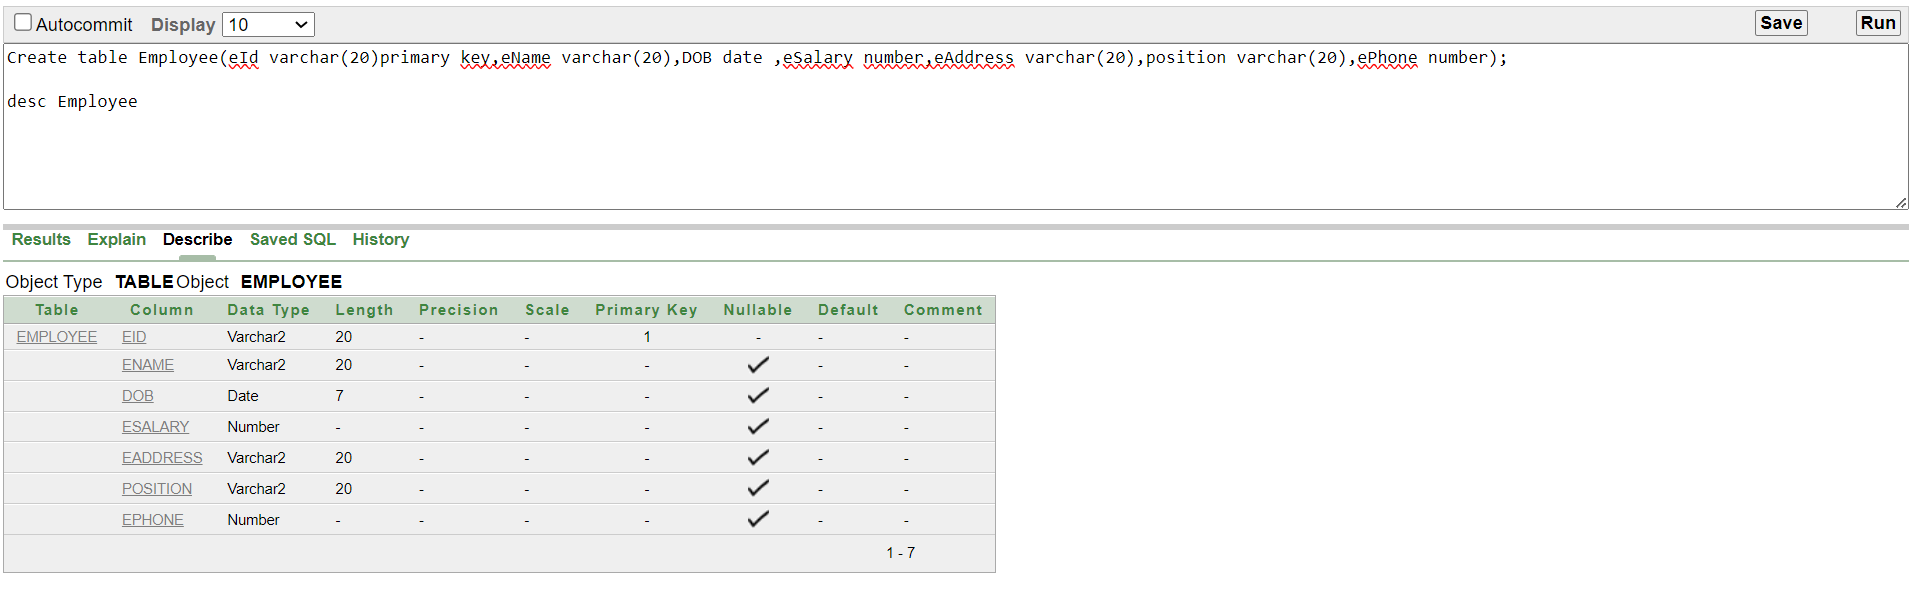 Autocommit Display 10 Save Run
Create table Employee(eId varchar(20)primary key,eName varchar(20),DOB date ,eSalary number,eAddress varchar(20),position varchar(20),ePhone number);
desc Employee
Results Explain Describe Saved SQL History
Object Type TABLE Object EMPLOYEE
Table Column Data Type Length Precision Scale Primary Key Nullable Default Comment
EMPLOYEE EID Varchar2 20 - - 1 - - -
ENAME Varchar2 20 - - - ✓ - -
DOB Date 7 - - - ✓ - -
ESALARY Number - - - - ✓ - -
EADDRESS Varchar2 20 - - - ✓ - -
POSITION Varchar2 20 - - - ✓ - -
EPHONE Number - - - - ✓ - -
1 - 7